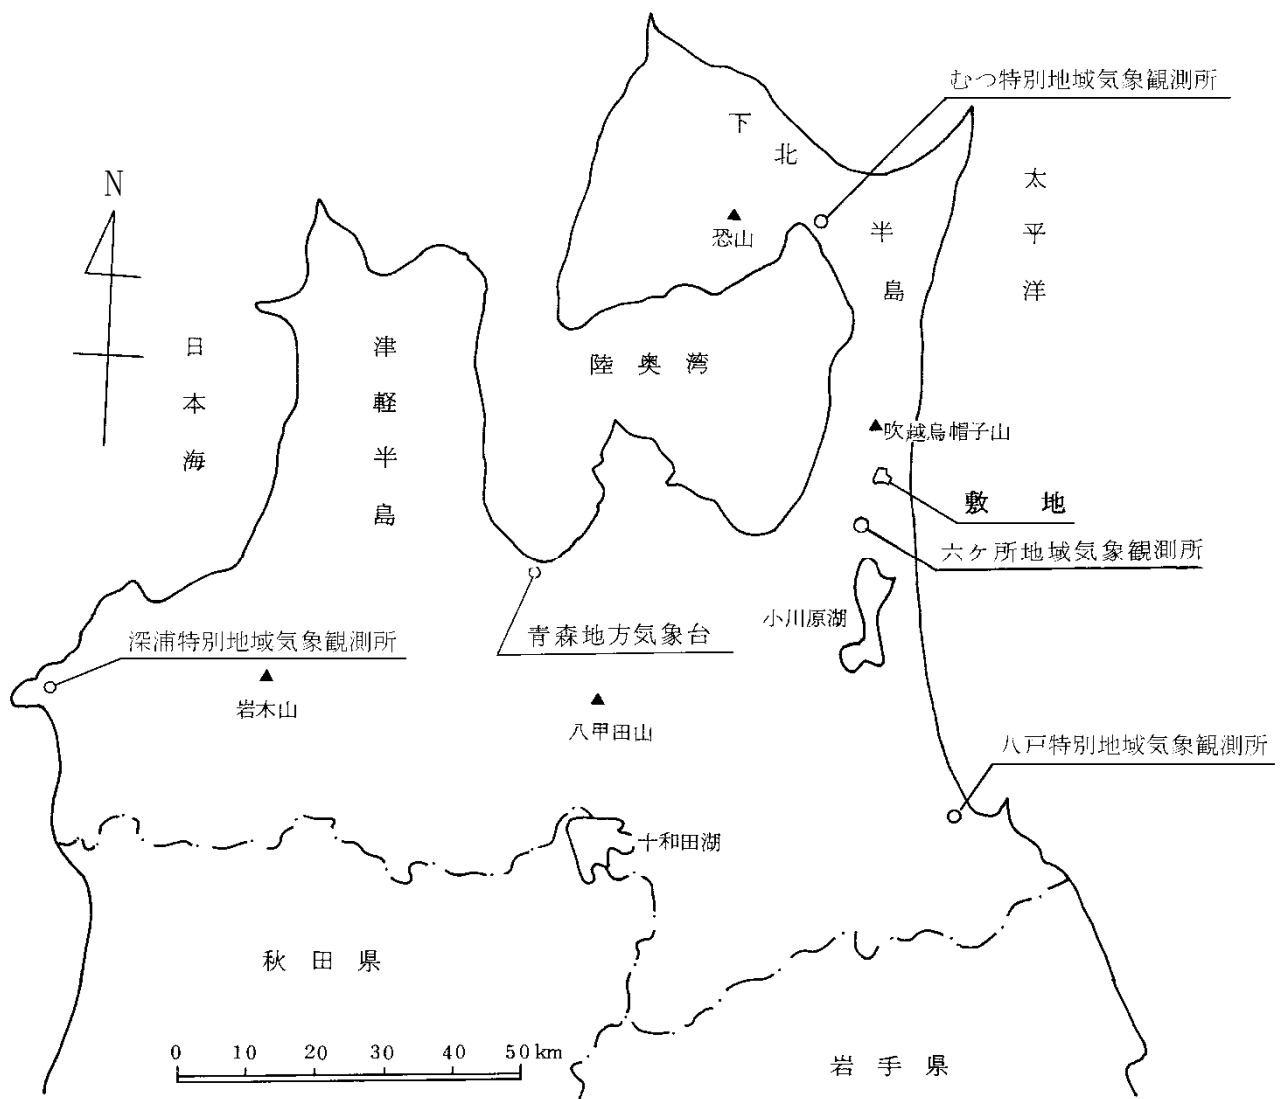 むつ特別地域気象観測所
下北半島
太平洋
N
恐山
日本海
津軽半島
陸奥湾
吹越烏帽子山
敷　地
六ケ所地域気象観測所
小川原湖
深浦特別地域気象観測所
青森地方気象台
岩木山
八甲田山
八戸特別地域気象観測所
十和田湖
秋田県
0 10 20 30 40 50km
岩手県